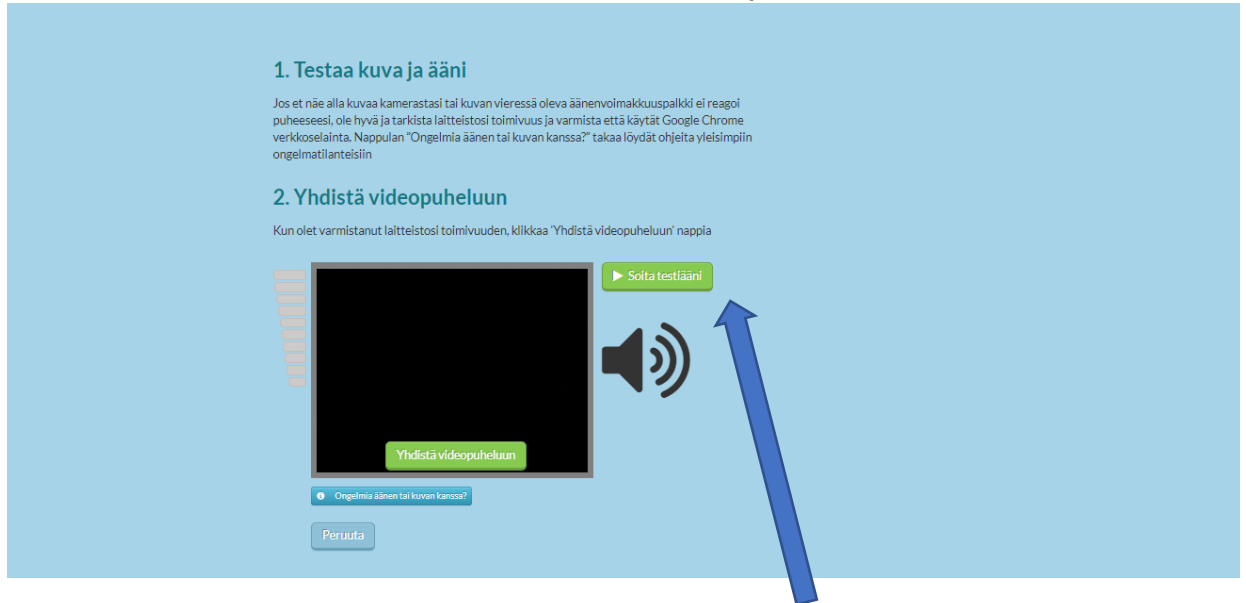 1. Testaa kuva ja ääni
Jos et näe alla kuvaa kamerastasi tai kuvan vieressä oleva äänenvoimakkuuspalkki ei reagoi
puheeseesi, ole hyvä ja tarkista laitteistosi toimivuus ja varmista että käytät Google Chrome
verkkoselainta. Nappulan "Ongelmia äänen tai kuvan kanssa?" takaa löydät ohjeita yleisimpiin
ongelmatilanteisiin
2. Yhdistä videopuheluun
Kun olet varmistanut laitteistosi toimivuuden, klikkaa 'Yhdistä videopuheluun' nappia
Soita testiääni
Yhdistä videopuheluun
Ongelmia äänen tai kuvan kanssa?
Peruuta